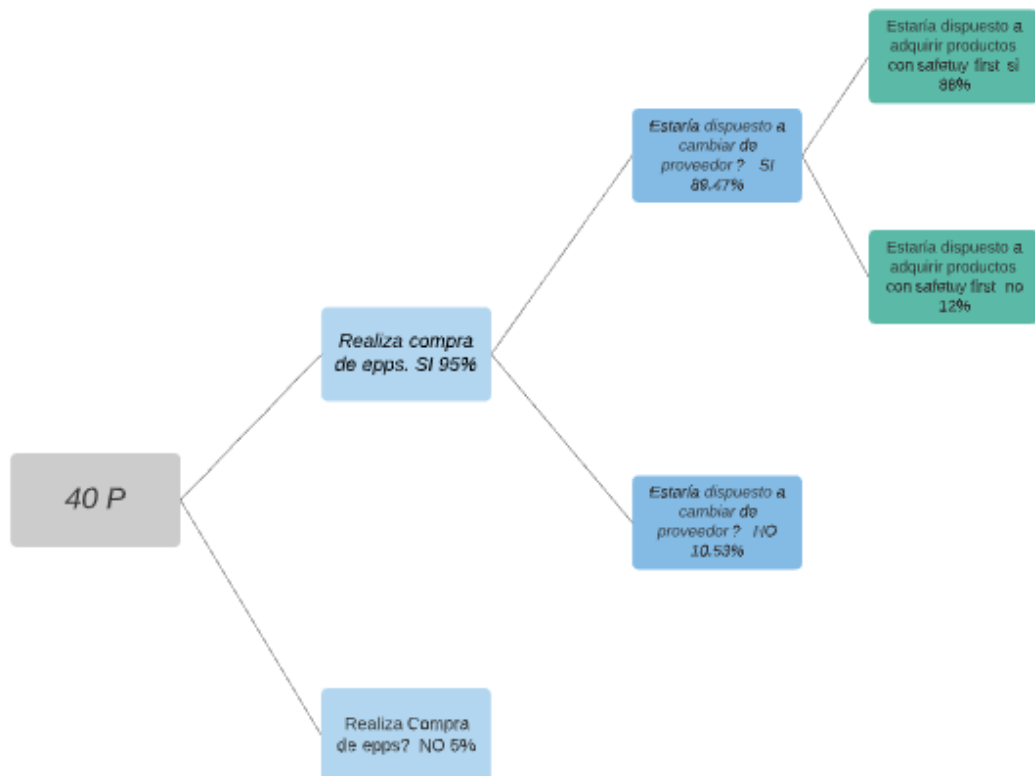 Estaría dispuesto a
adquirir productos
con safetuy first si
88%
Estaría dispuesto a
cambiar de
proveedor ? SI
89.47%
Estaría dispuesto a
adquirir productos
con safetuy first no
12%
Realiza compra
de epps. SI 95%
40 P
Estaría dispuesto a
cambiar de
proveedor ? NO
10.53%
Realiza Compra
de epps? NO 5%